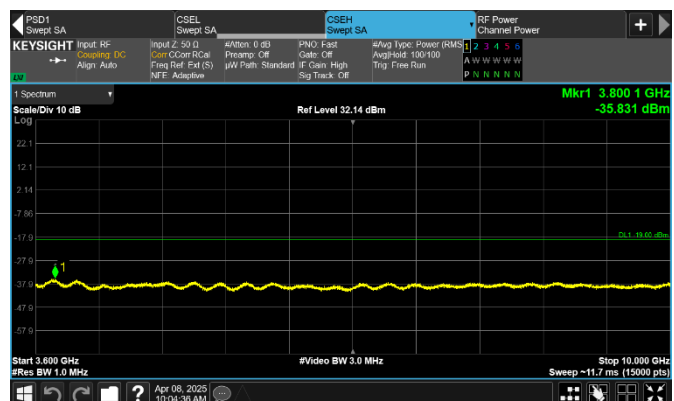 PSD1
Swept SA
CSEL
Swept SA
CSEH
Swept SA
RF Power
Channel Power
KEYSIGHT
Input: RF
Coupling: DC
Align: Auto
Input Z: 50 Ω
Corr CCorr RCal
Freq Ref: Ext (S)
NFE: Adaptive
#Atten: 0 dB
Preamp: Off
µW Path: Standard
PNO: Fast
Gate: Off
IF Gain: High
Sig Track: Off
#Avg Type: Power (RMS)
Avg|Hold: 100/100
Trig: Free Run
1 2 3 4 5 6
A W W W W W
P N N N N N
LXI
1 Spectrum
Scale/Div 10 dB
Log
Ref Level 32.14 dBm
Mkr1 3.800 1 GHz
-35.831 dBm
22.1
12.1
2.14
-7.86
-17.9
DL1 -19.00 dBm
-27.9
1
-37.9
-47.9
-57.9
Start 3.600 GHz
#Res BW 1.0 MHz
#Video BW 3.0 MHz
Stop 10.000 GHz
Sweep ~11.7 ms (15000 pts)
?
Apr 08, 2025
10:04:36 AM